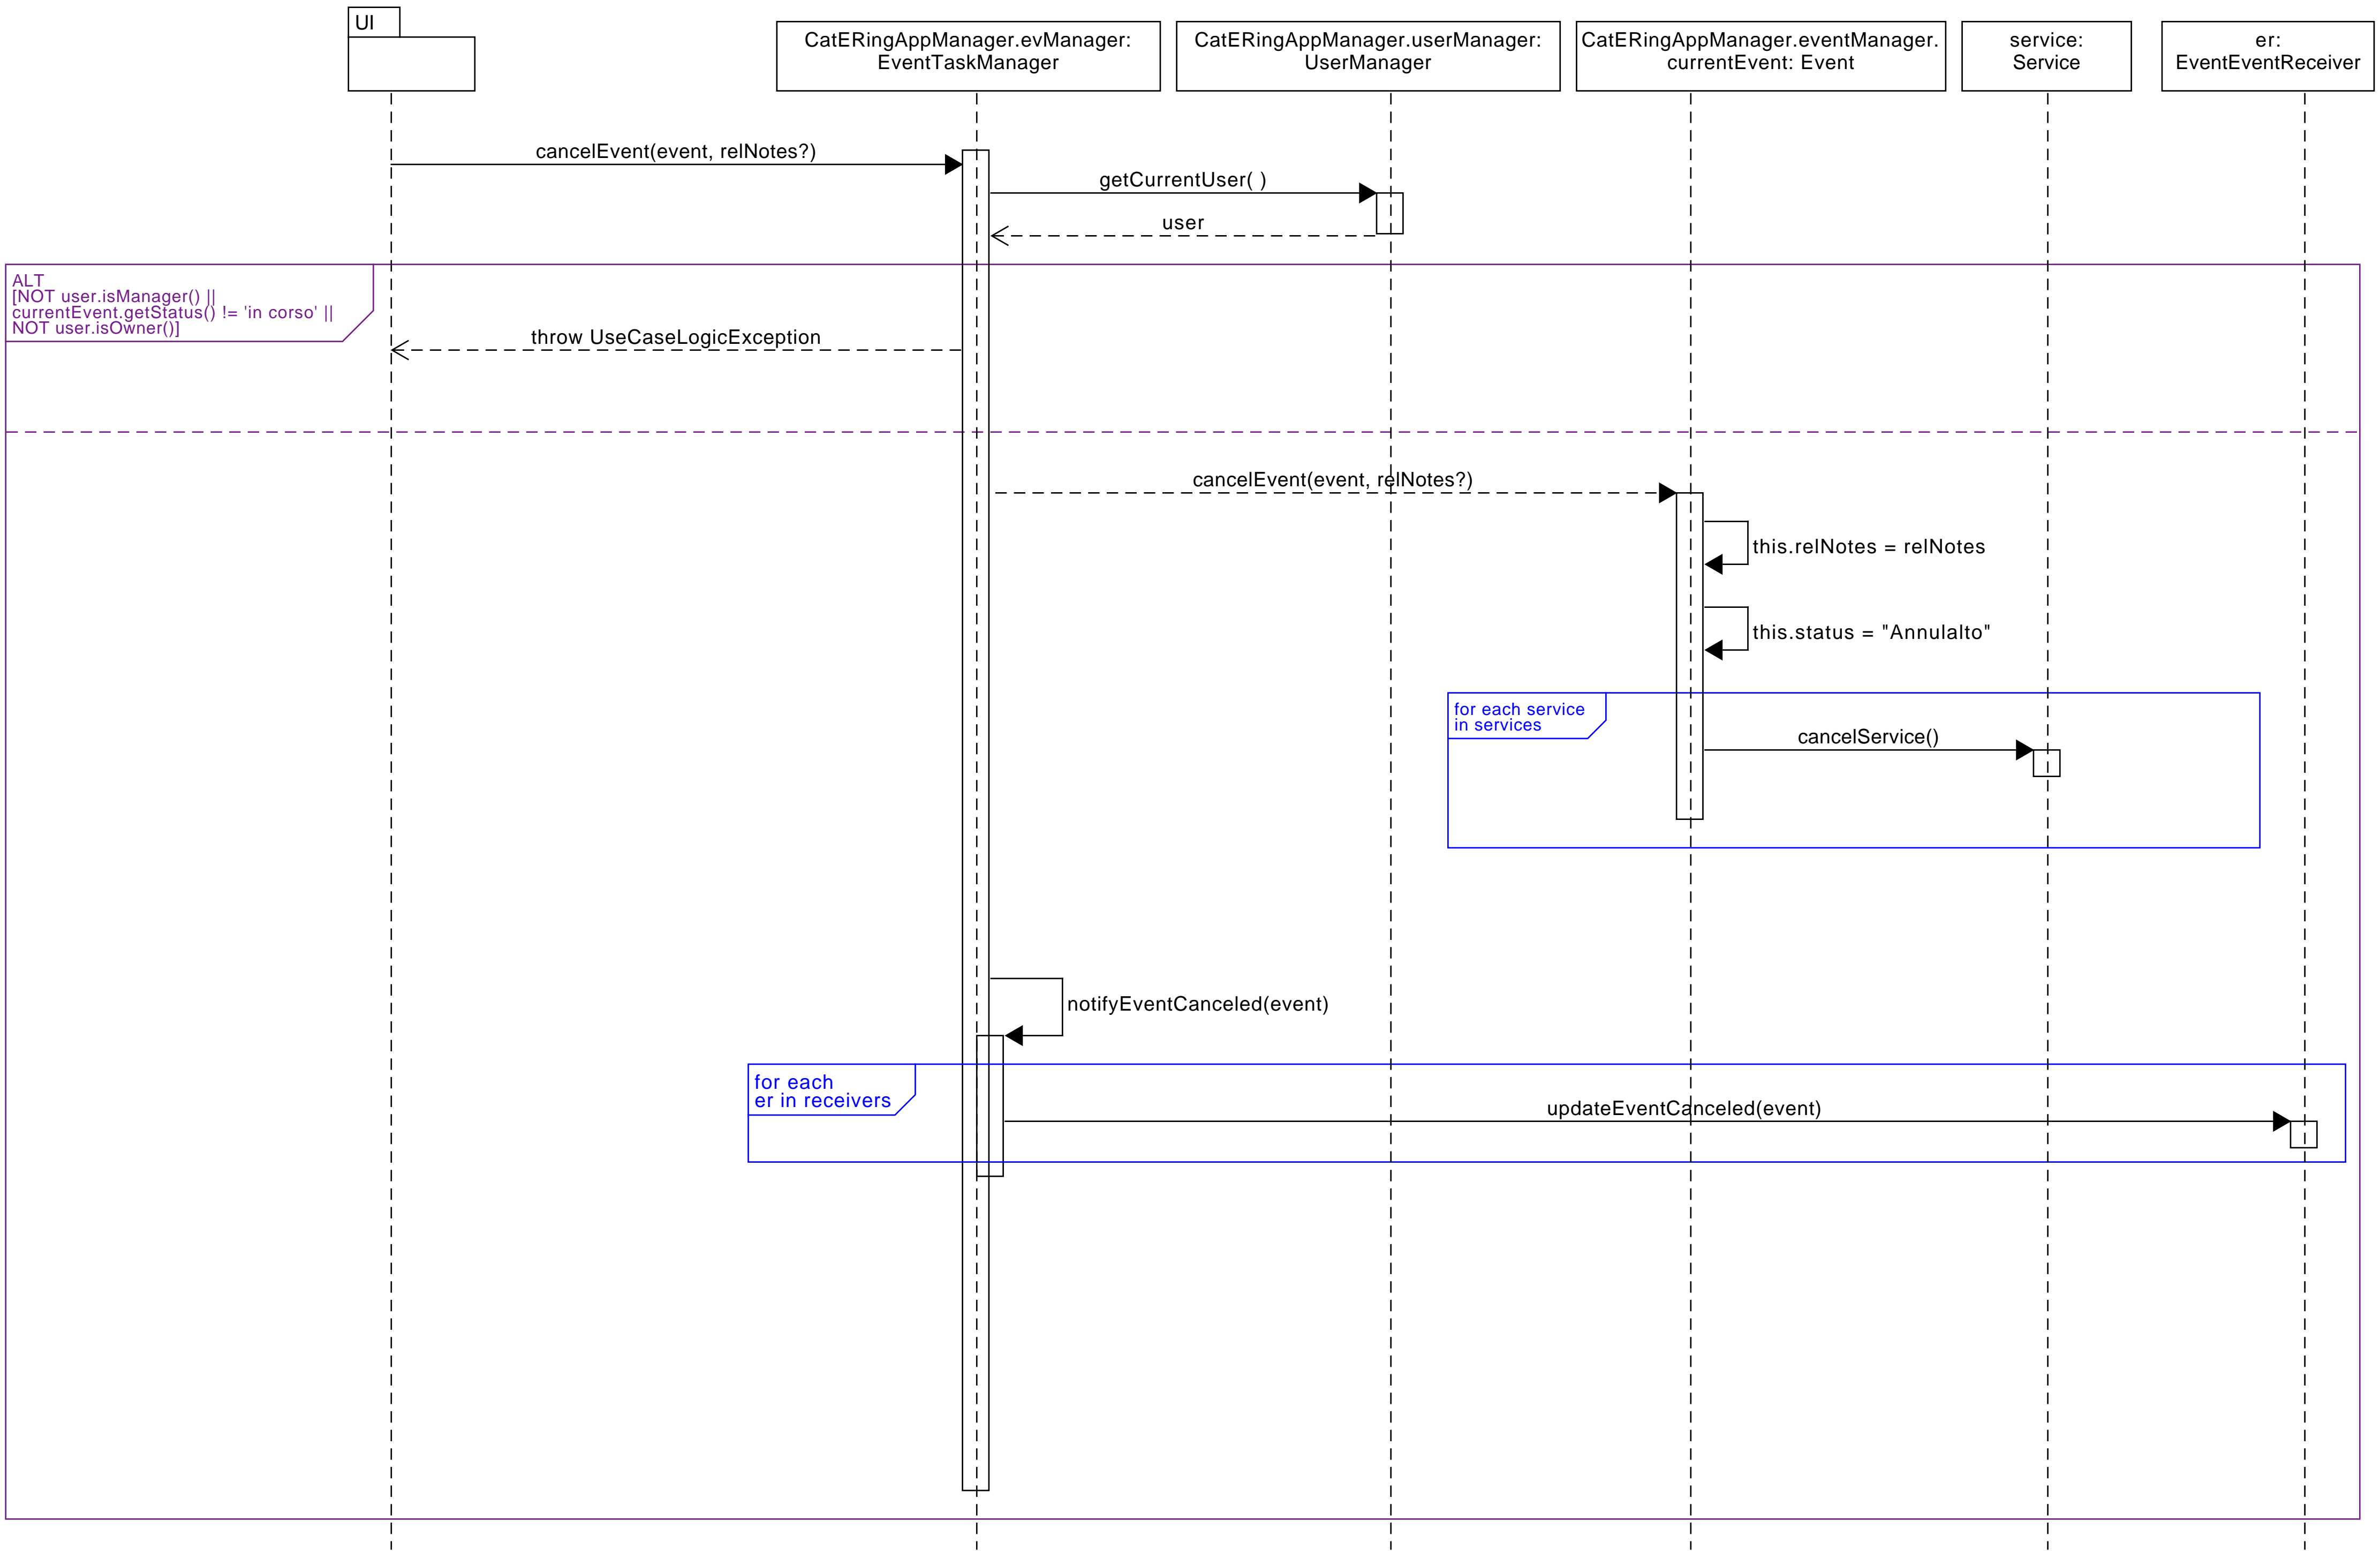 UI
CatERingAppManager.evManager:
EventTaskManager
CatERingAppManager.userManager:
UserManager
CatERingAppManager.eventManager.
currentEvent: Event
service:
Service
er:
EventEventReceiver
cancelEvent(event, relNotes?)
getCurrentUser( )
user
ALT
[NOT user.isManager() ||
currentEvent.getStatus() != 'in corso' ||
NOT user.isOwner()]
throw UseCaseLogicException
cancelEvent(event, relNotes?)
this.relNotes = relNotes
this.status = "Annulalto"
for each service
in services
cancelService()
notifyEventCanceled(event)
for each
er in receivers
updateEventCanceled(event)